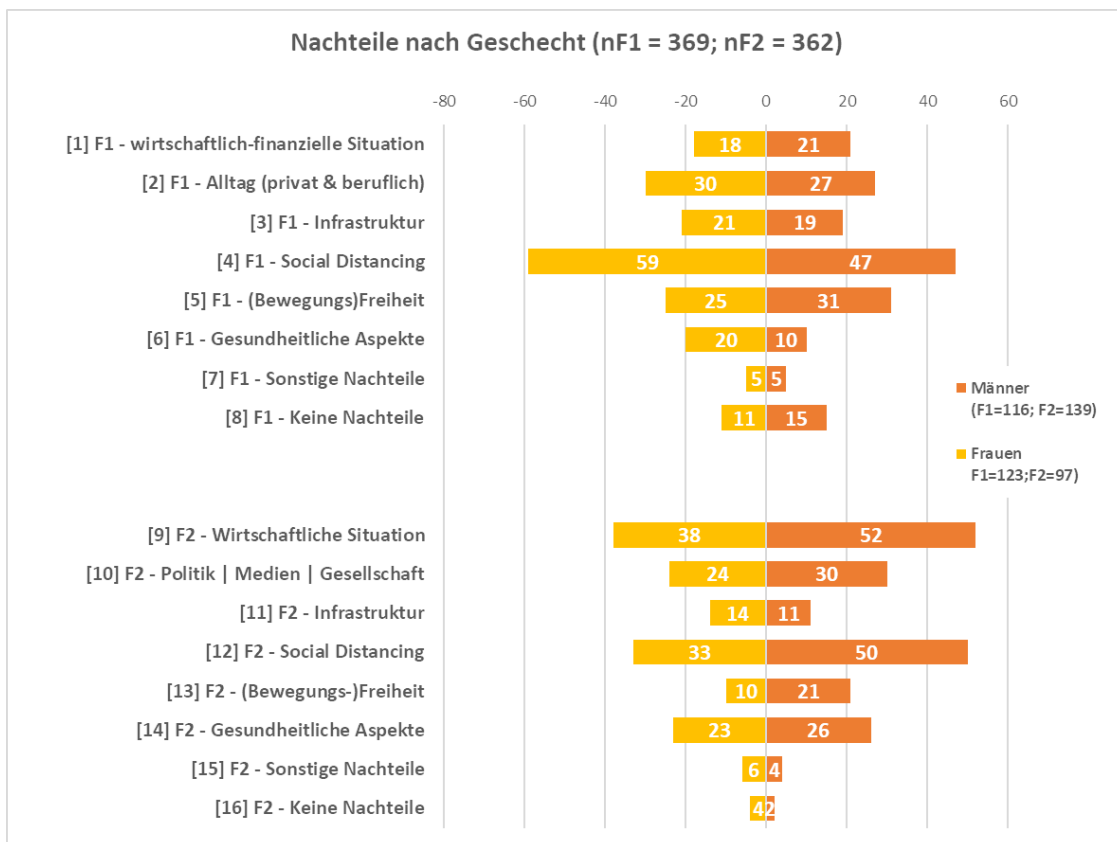 Nachteile nach Geschecht (nF1 = 369; nF2 = 362)
-80 -60 -40 -20 0 20 40 60
[1] F1 - wirtschaftlich-finanzielle Situation 18 21
[2] F1 - Alltag (privat & beruflich) 30 27
[3] F1 - Infrastruktur 21 19
[4] F1 - Social Distancing 59 47
[5] F1 - (Bewegungs)Freiheit 25 31
[6] F1 - Gesundheitliche Aspekte 20 10
[7] F1 - Sonstige Nachteile 5 5
[8] F1 - Keine Nachteile 11 15
Männer
(F1=116; F2=139)
Frauen
F1=123;F2=97)
[9] F2 - Wirtschaftliche Situation 38 52
[10] F2 - Politik | Medien | Gesellschaft 24 30
[11] F2 - Infrastruktur 14 11
[12] F2 - Social Distancing 33 50
[13] F2 - (Bewegungs-)Freiheit 10 21
[14] F2 - Gesundheitliche Aspekte 23 26
[15] F2 - Sonstige Nachteile 6 4
[16] F2 - Keine Nachteile 4 2